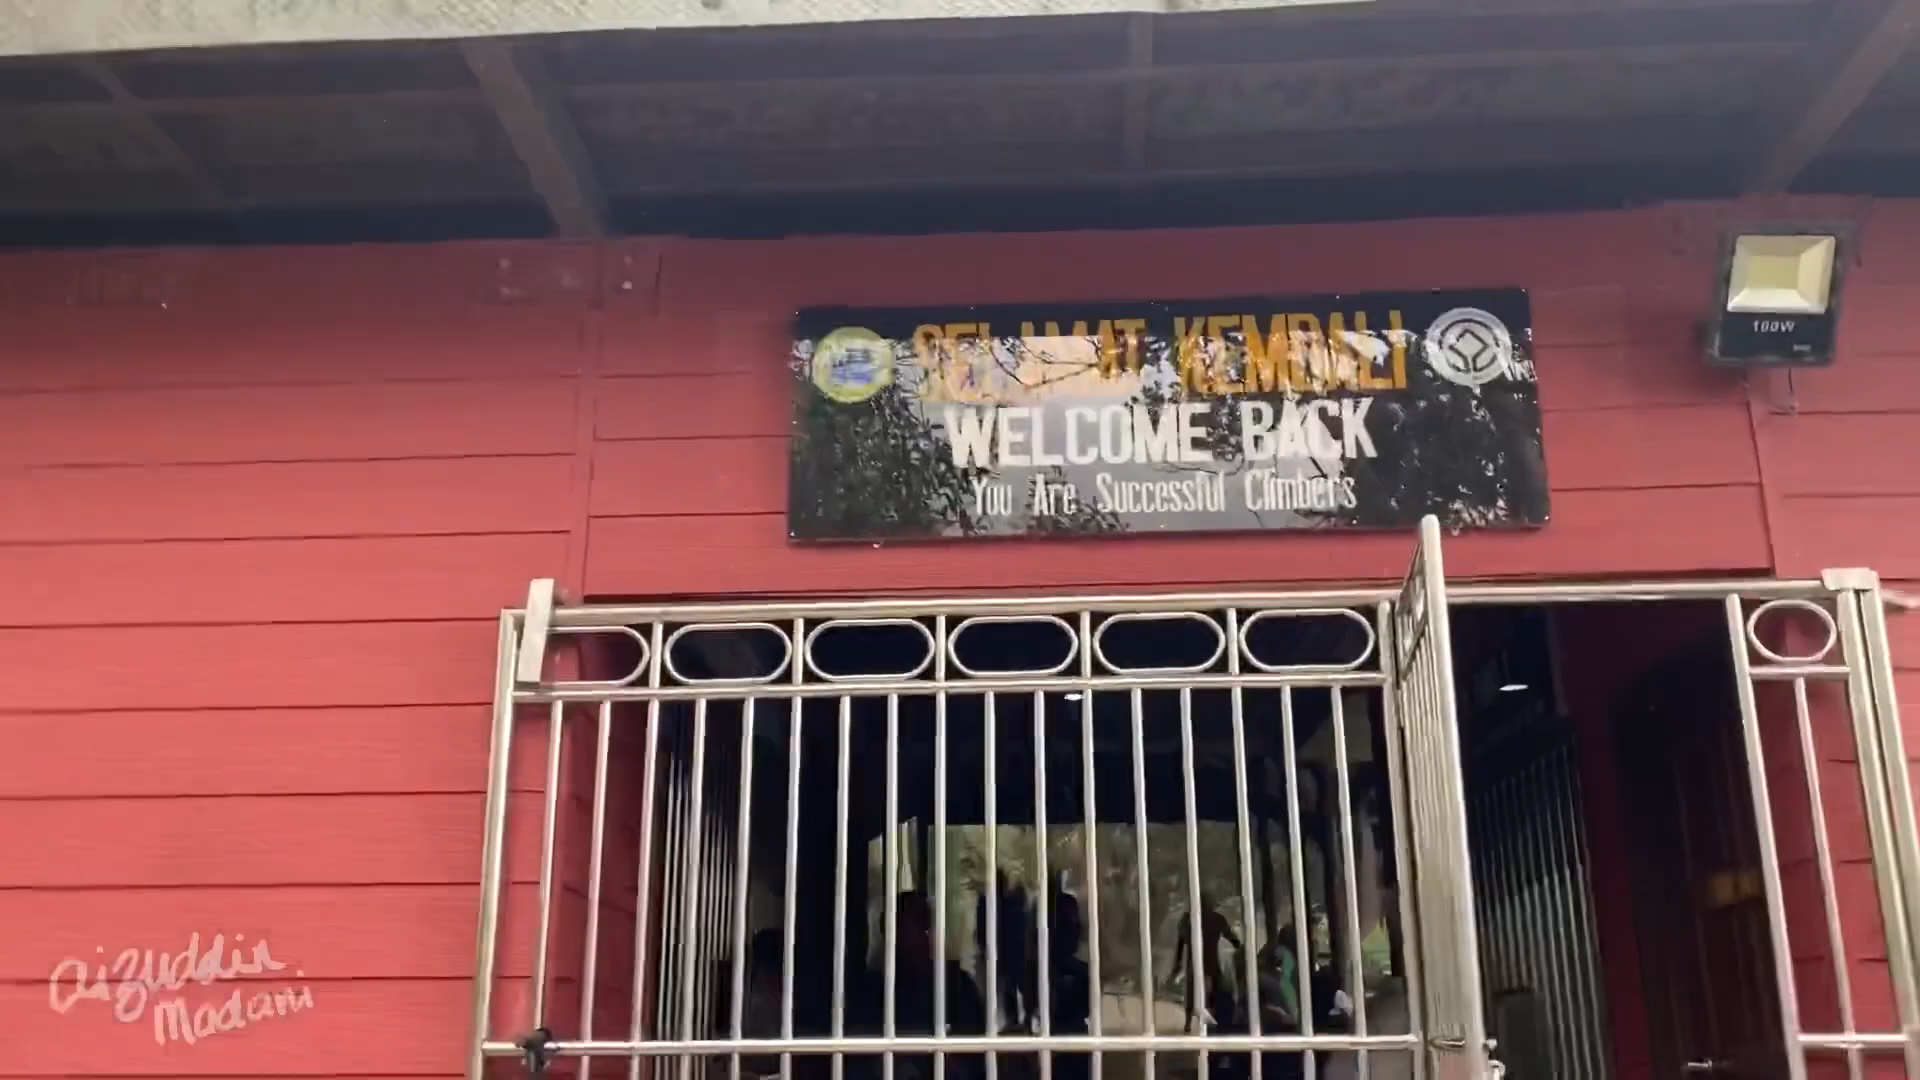 SELAMAT KEMBALI
WELCOME BACK
You Are Successful Climbers
100W
aizuddin
madani